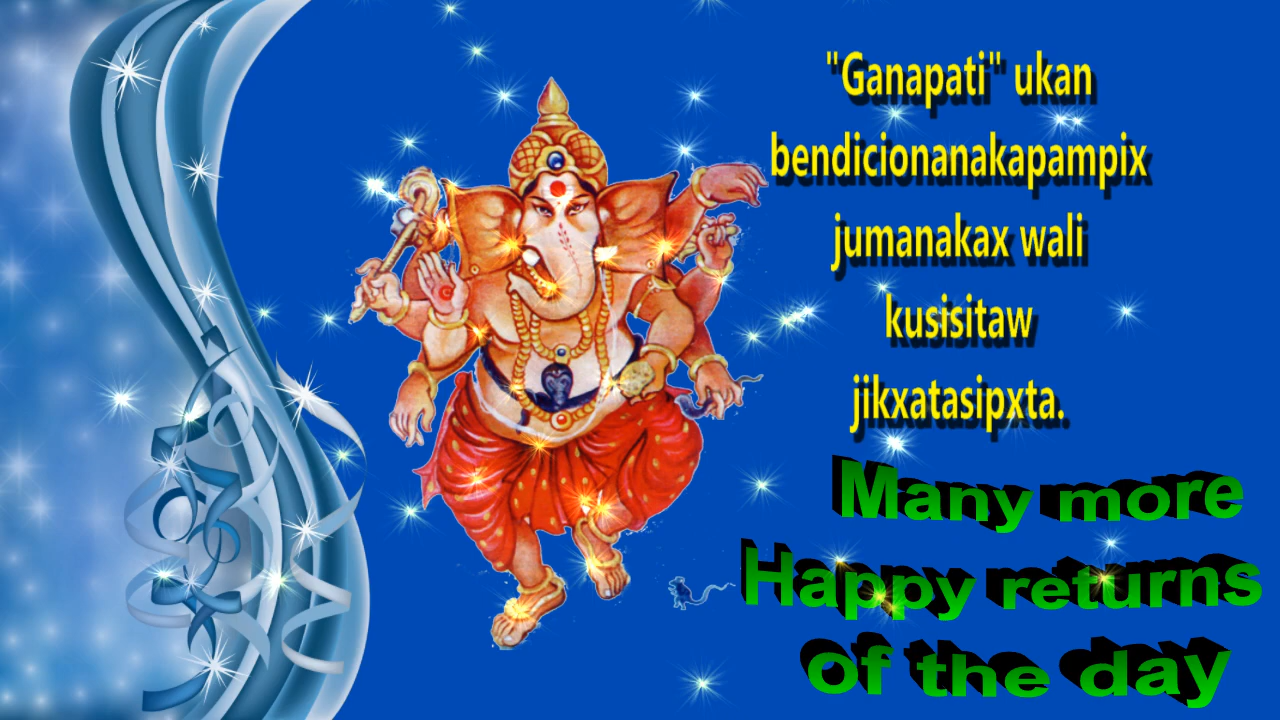 "Ganapati" ukan
bendicionanakapampix
jumanakax wali
kusisitaw
jikxatasipxta.
Many more
Happy returns
of the day